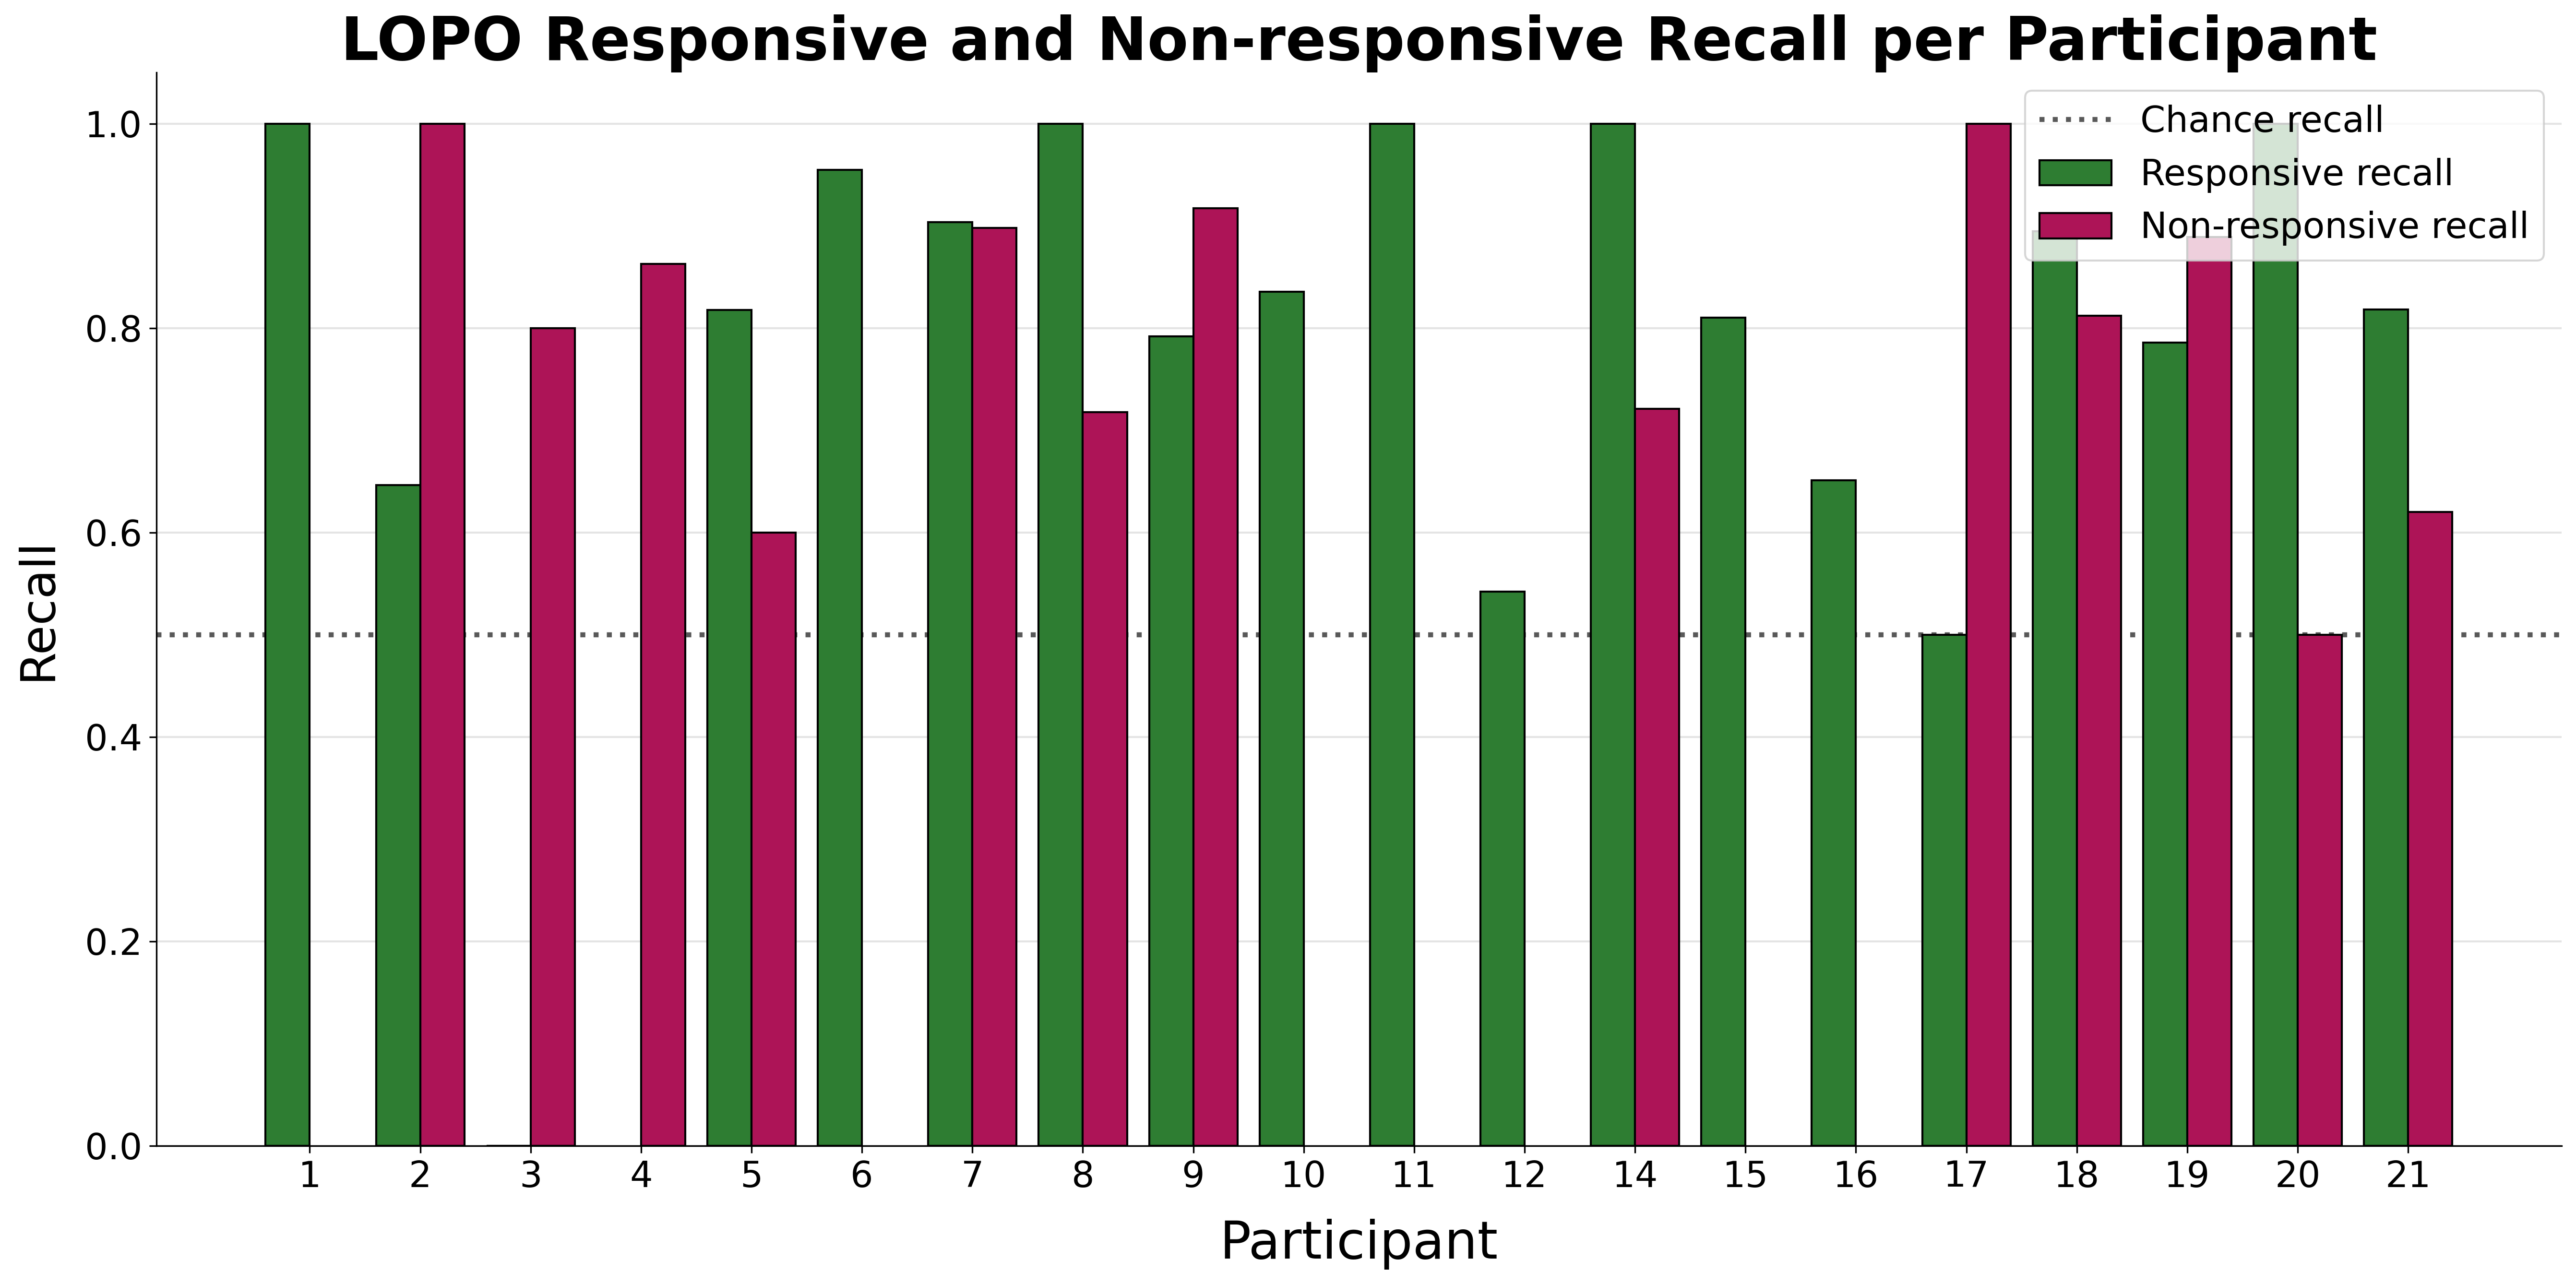 LOPO Responsive and Non-responsive Recall per Participant
Chance recall
Responsive recall
Non-responsive recall
Recall
1.0
0.8
0.6
0.4
0.2
0.0
1 2 3 4 5 6 7 8 9 10 11 12 14 15 16 17 18 19 20 21
Participant